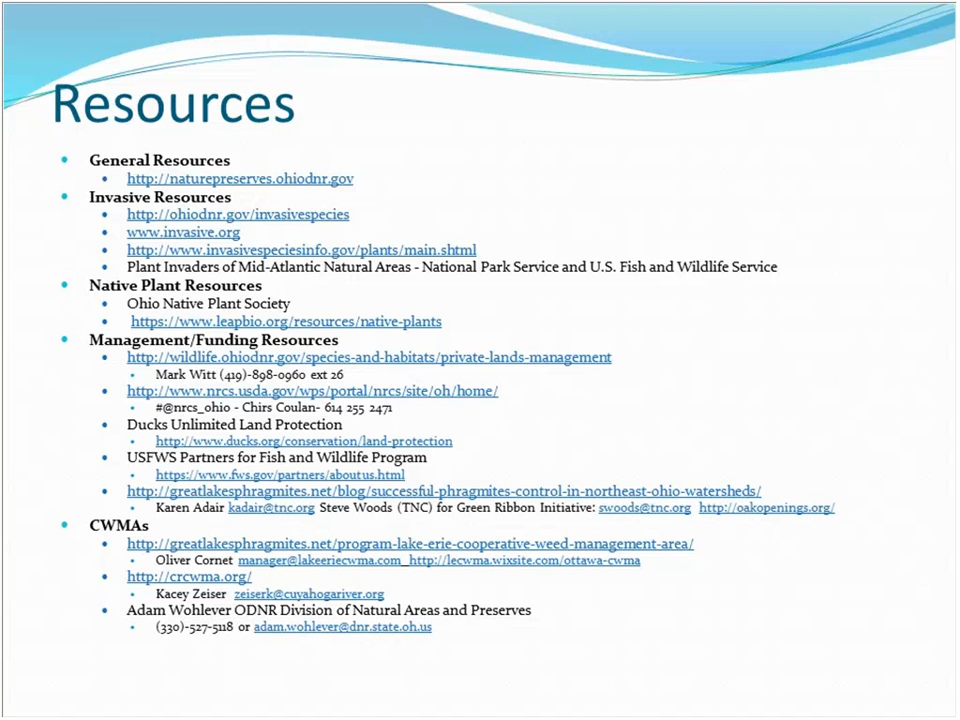 Resources
General Resources
http://naturepreserves.ohiodnr.gov
Invasive Resources
http://ohiodnr.gov/invasivespecies
www.invasive.org
http://www.invasivespeciesinfo.gov/plants/main.shtml
Plant Invaders of Mid-Atlantic Natural Areas - National Park Service and U.S. Fish and Wildlife Service
Native Plant Resources
Ohio Native Plant Society
https://www.leapbio.org/resources/native-plants
Management/Funding Resources
http://wildlife.ohiodnr.gov/species-and-habitats/private-lands-management
Mark Witt (419)-898-0960 ext 26
http://www.nrcs.usda.gov/wps/portal/nrcs/site/oh/home/
#@nrcs_ohio - Chirs Coulan- 614 255 2471
Ducks Unlimited Land Protection
http://www.ducks.org/conservation/land-protection
USFWS Partners for Fish and Wildlife Program
https://www.fws.gov/partners/aboutus.html
http://greatlakesphragmites.net/blog/successful-phragmites-control-in-northeast-ohio-watersheds/
Karen Adair kadair@tnc.org Steve Woods (TNC) for Green Ribbon Initiative: swoods@tnc.org http://oakopenings.org/
CWMAs
http://greatlakesphragmites.net/program-lake-erie-cooperative-weed-management-area/
Oliver Cornet manager@lakeeriecwma.com http://lecwma.wixsite.com/ottawa-cwma
http://crcwma.org/
Kacey Zeiser zeiserk@cuyahogariver.org
Adam Wohlever ODNR Division of Natural Areas and Preserves
(330)-527-5118 or adam.wohlever@dnr.state.oh.us